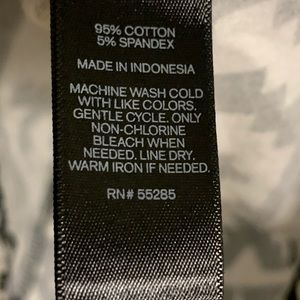 95% COTTON
5% SPANDEX
MADE IN INDONESIA
MACHINE WASH COLD
WITH LIKE COLORS.
GENTLE CYCLE. ONLY
NON-CHLORINE
BLEACH WHEN
NEEDED. LINE DRY.
WARM IRON IF NEEDED.
RN# 55285